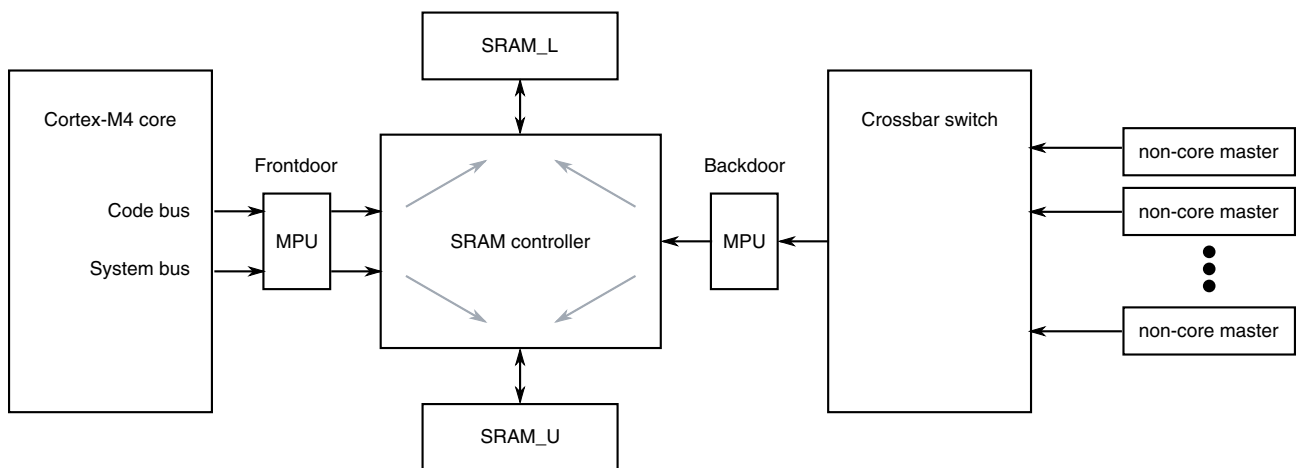 SRAM_L
Cortex-M4 core
Crossbar switch
Frontdoor
Backdoor
non-core master
Code bus
MPU
SRAM controller
MPU
non-core master
System bus
non-core master
SRAM_U